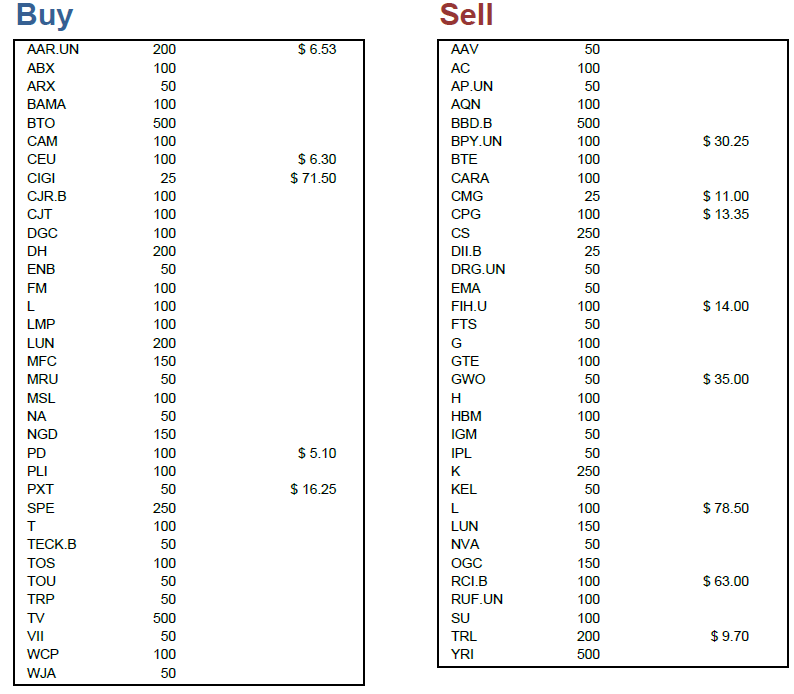 Buy
AAR.UN 200 $ 6.53
ABX 100
ARX 50
BAMA 100
BTO 500
CAM 100
CEU 100 $ 6.30
CIGI 25 $ 71.50
CJR.B 100
CJT 100
DGC 100
DH 200
ENB 50
FM 100
L 100
LMP 100
LUN 200
MFC 150
MRU 50
MSL 100
NA 50
NGD 150
PD 100 $ 5.10
PLI 100
PXT 50 $ 16.25
SPE 250
T 100
TECK.B 50
TOS 100
TOU 50
TRP 50
TV 500
VII 50
WCP 100
WJA 50
Sell
AAV 50
AC 100
AP.UN 50
AQN 100
BBD.B 500
BPY.UN 100 $ 30.25
BTE 100
CARA 100
CMG 25 $ 11.00
CPG 100 $ 13.35
CS 250
DII.B 25
DRG.UN 50
EMA 50
FIH.U 100 $ 14.00
FTS 50
G 100
GTE 100
GWO 50 $ 35.00
H 100
HBM 100
IGM 50
IPL 50
K 250
KEL 50
L 100 $ 78.50
LUN 150
NVA 50
OGC 150
RCI.B 100 $ 63.00
RUF.UN 100
SU 100
TRL 200 $ 9.70
YRI 500